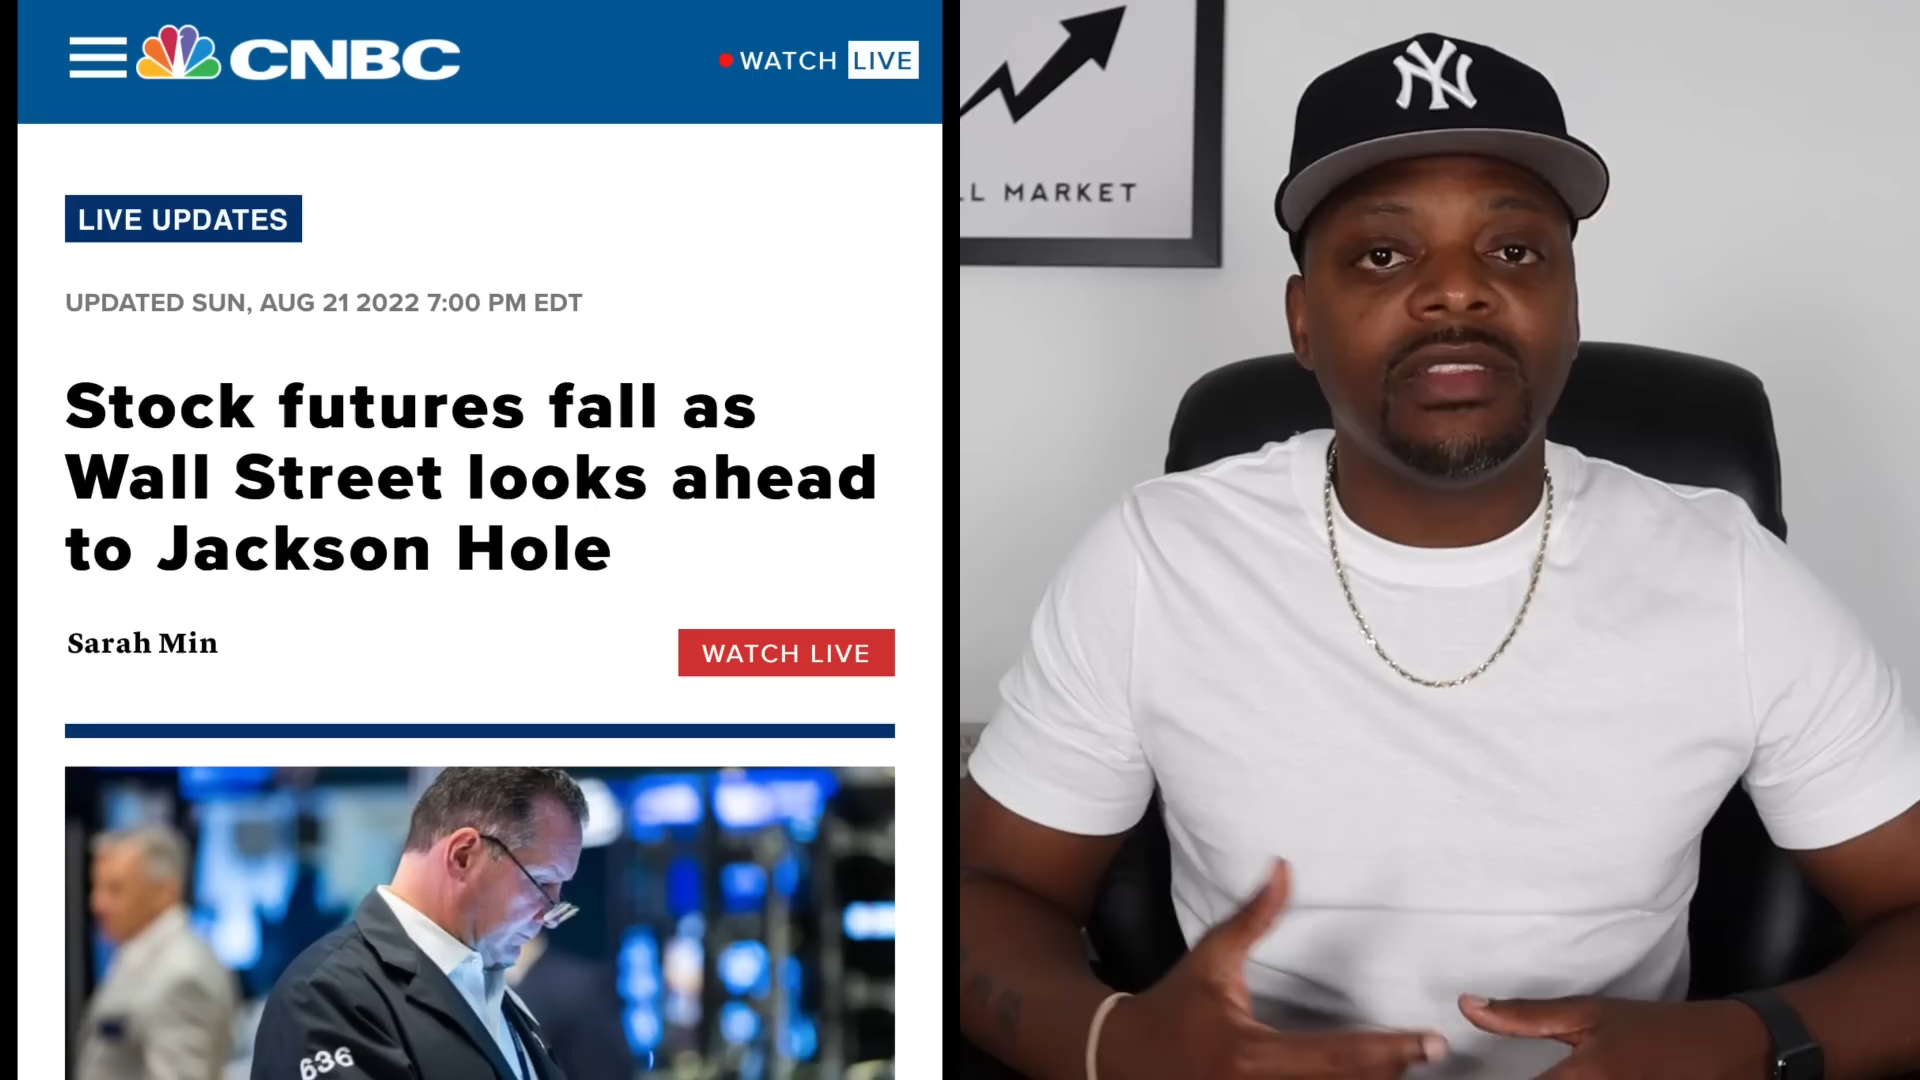 CNBC
WATCH LIVE
LIVE UPDATES
UPDATED SUN, AUG 21 2022 7:00 PM EDT
Stock futures fall as
Wall Street looks ahead
to Jackson Hole
Sarah Min
WATCH LIVE
636
MARKET
NY